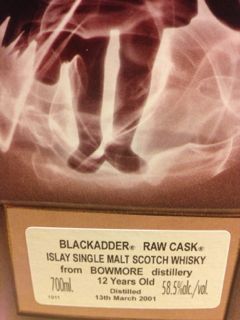 BLACKADDER® RAW CASK®
ISLAY SINGLE MALT SCOTCH WHISKY
from BOWMORE distillery
700ml. 12 Years Old 58.5%alc./vol.
Distilled
1911 13th March 2001